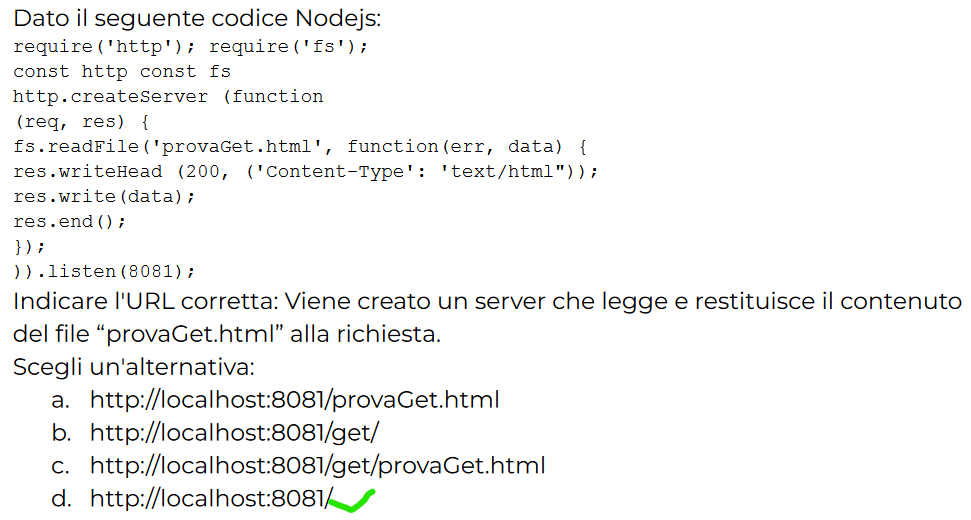 Dato il seguente codice Nodejs:
require('http'); require('fs');
const http const fs
http.createServer (function
(req, res) {
fs.readFile('provaGet.html', function(err, data) {
res.writeHead (200, ('Content-Type': 'text/html"));
res.write(data);
res.end();
});
)).listen(8081);
Indicare l'URL corretta: Viene creato un server che legge e restituisce il contenuto
del file “provaGet.html” alla richiesta.
Scegli un'alternativa:
a. http://localhost:8081/provaGet.html
b. http://localhost:8081/get/
c. http://localhost:8081/get/provaGet.html
d. http://localhost:8081/